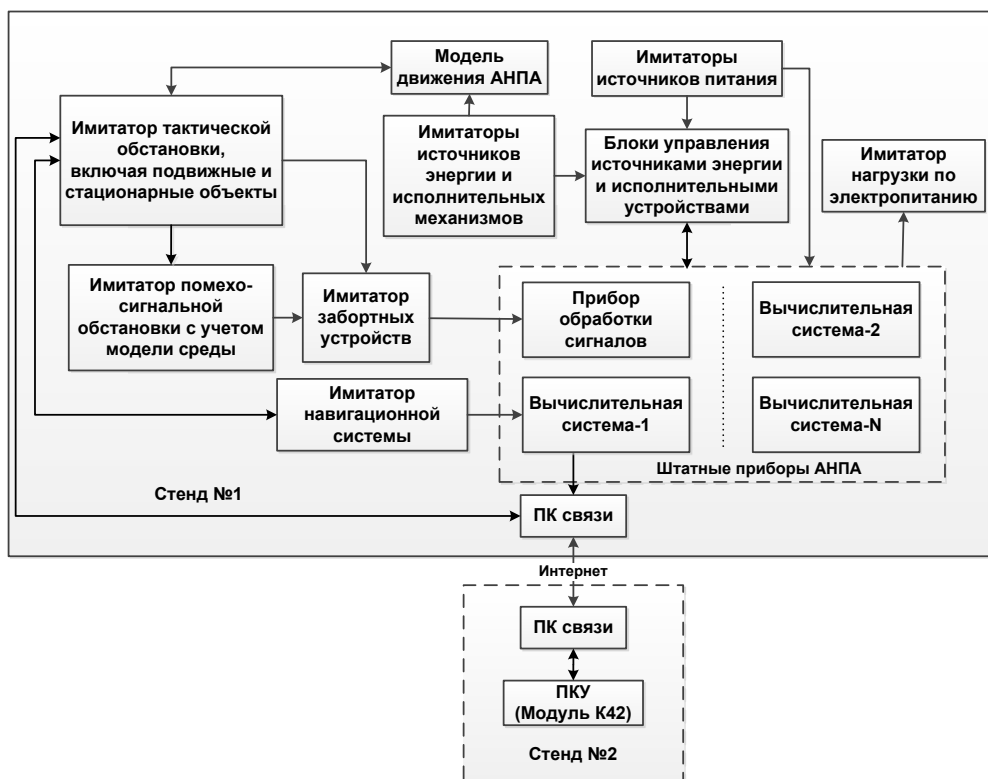 Модель
движения АНПА
Имитаторы
источников питания
Имитатор тактической
обстановки,
включая подвижные и
стационарные объекты
Имитаторы
источников
энергии и
исполнительных
механизмов
Блоки управления
источниками энергии
и исполнительными
устройствами
Имитатор
нагрузки по
электропитанию
Имитатор помехо-
сигнальной
обстановки с учетом
модели среды
Имитатор
забортных
устройств
Прибор
обработки
сигналов
Вычислительная
система-2
Имитатор
навигационной
системы
Вычислительная
система-1
Вычислительная
система-N
Штатные приборы АНПА
Стенд №1
ПК связи
Интернет
ПК связи
ПКУ
(Модуль К42)
Стенд №2